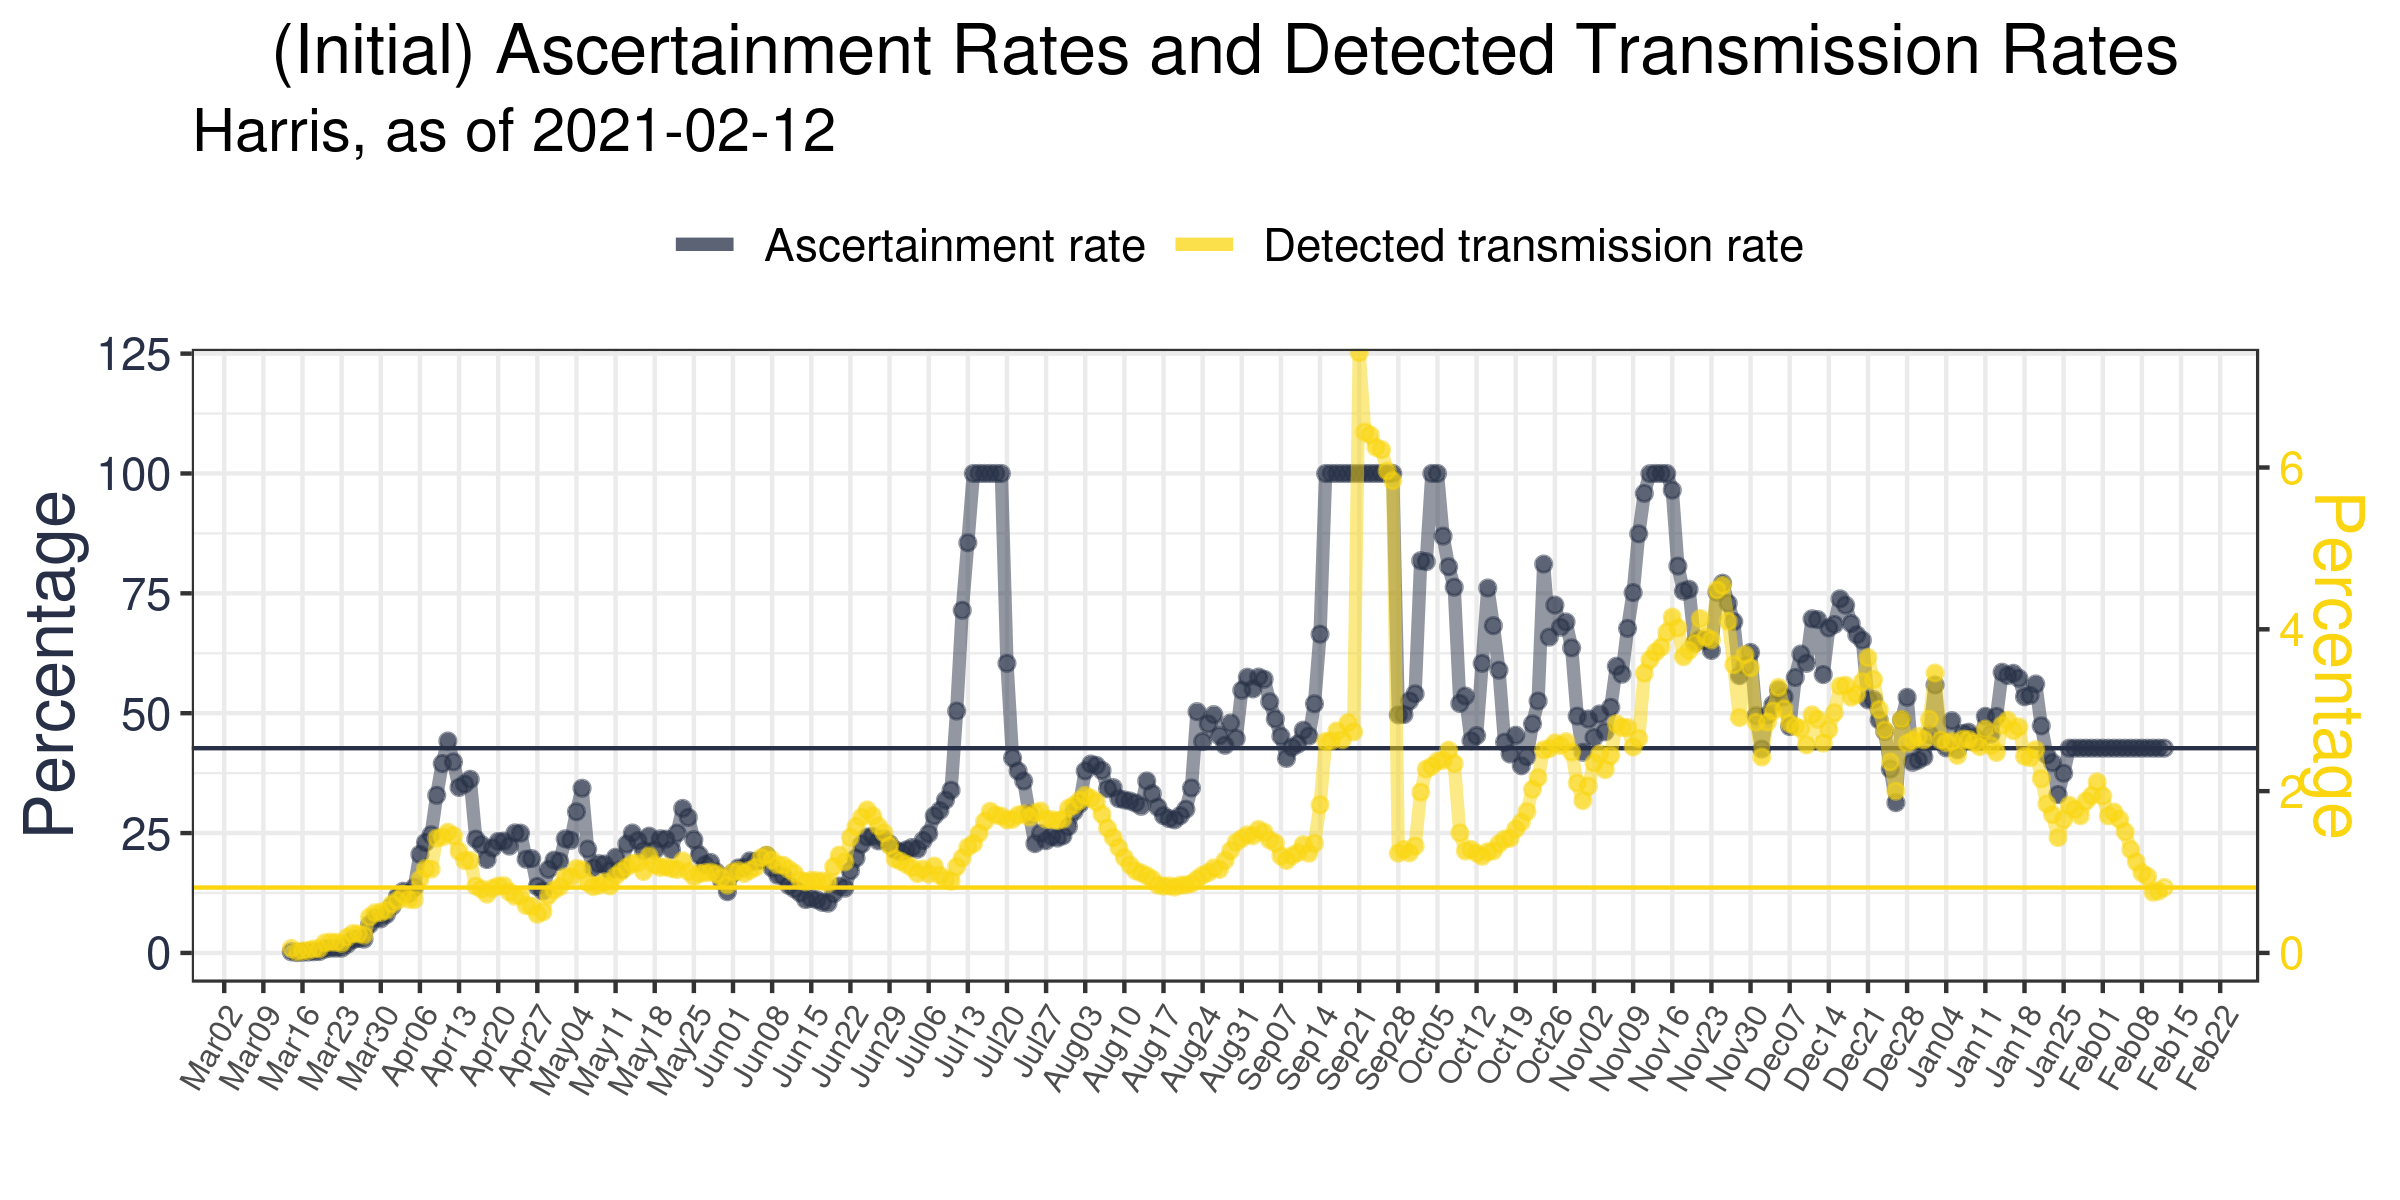 (Initial) Ascertainment Rates and Detected Transmission Rates
Harris, as of 2021-02-12
Ascertainment rate Detected transmission rate
125
100
75
50
25
0
Percentage
6
4
2
0
Percentage
Mar02 Mar09 Mar16 Mar23 Mar30 Apr06 Apr13 Apr20 Apr27 May04 May11 May18 May25 Jun01 Jun08 Jun15 Jun22 Jun29 Jul06 Jul13 Jul20 Jul27 Aug03 Aug10 Aug17 Aug24 Aug31 Sep07 Sep14 Sep21 Sep28 Oct05 Oct12 Oct19 Oct26 Nov02 Nov09 Nov16 Nov23 Nov30 Dec07 Dec14 Dec21 Dec28 Jan04 Jan11 Jan18 Jan25 Feb01 Feb08 Feb15 Feb22